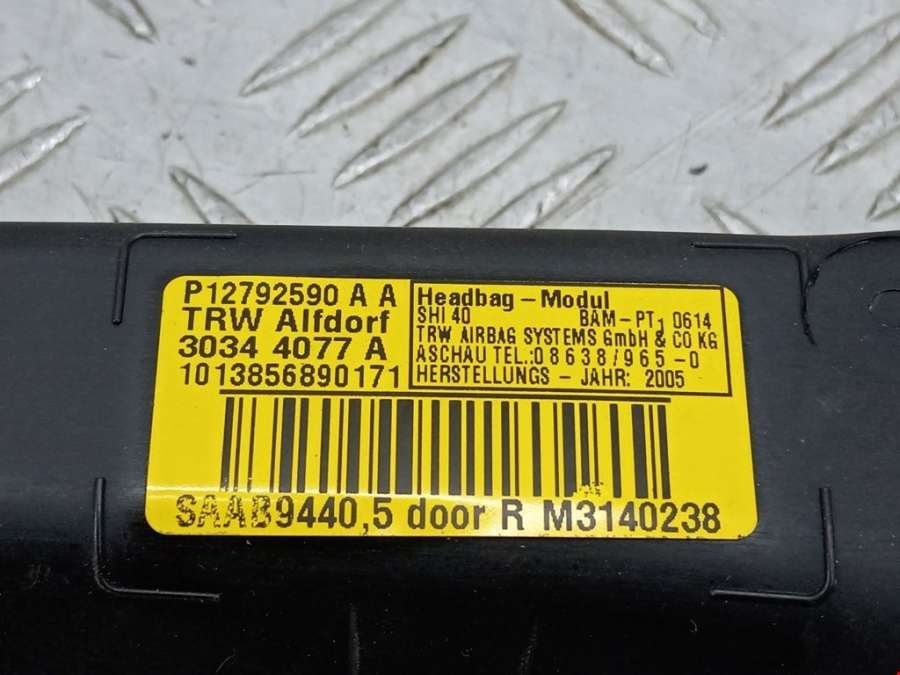 P12792590 A A
TRW Alfdorf
3034 4077 A
1013856890171
Headbag-Modul
SHI 40 BAM-PT1 0614
TRW AIRBAG SYSTEMS GmbH & CO KG
ASCHAU TEL.:08638/965-0
HERSTELLUNGS - JAHR: 2005
SAAB9440,5 door R M3140238